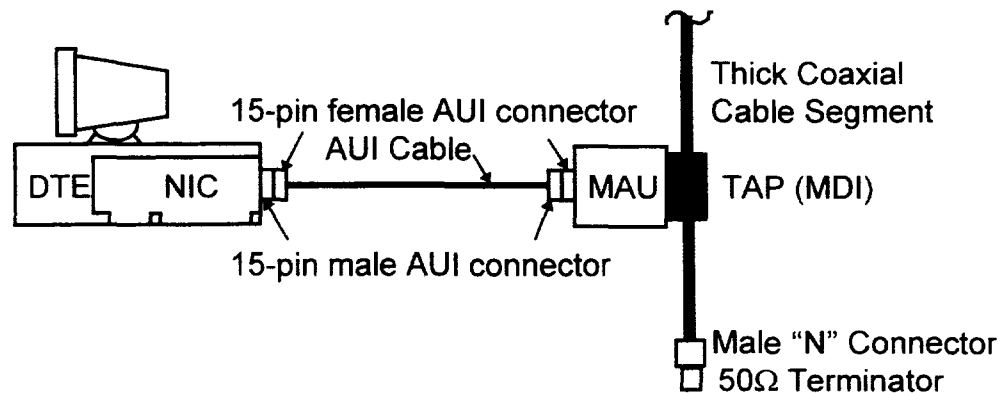 Thick Coaxial
Cable Segment
15-pin female AUI connector
AUI Cable
DTE
NIC
MAU
TAP (MDI)
15-pin male AUI connector
Male “N” Connector
50Ω Terminator